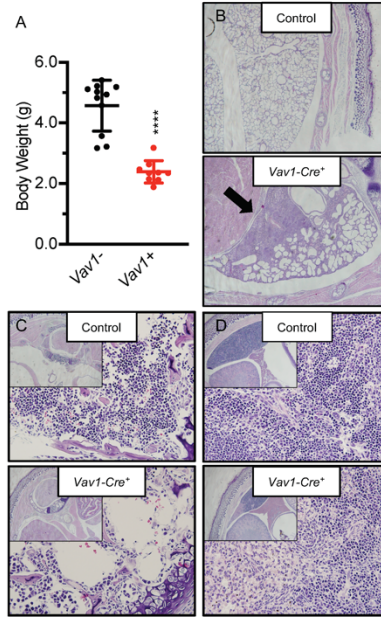 A
Body Weight (g)
6.0
4.0
2.0
0.0
****
Vav1-
Vav1+
B
Control
Vav1-Cre+
C
Control
Vav1-Cre+
D
Control
Vav1-Cre+